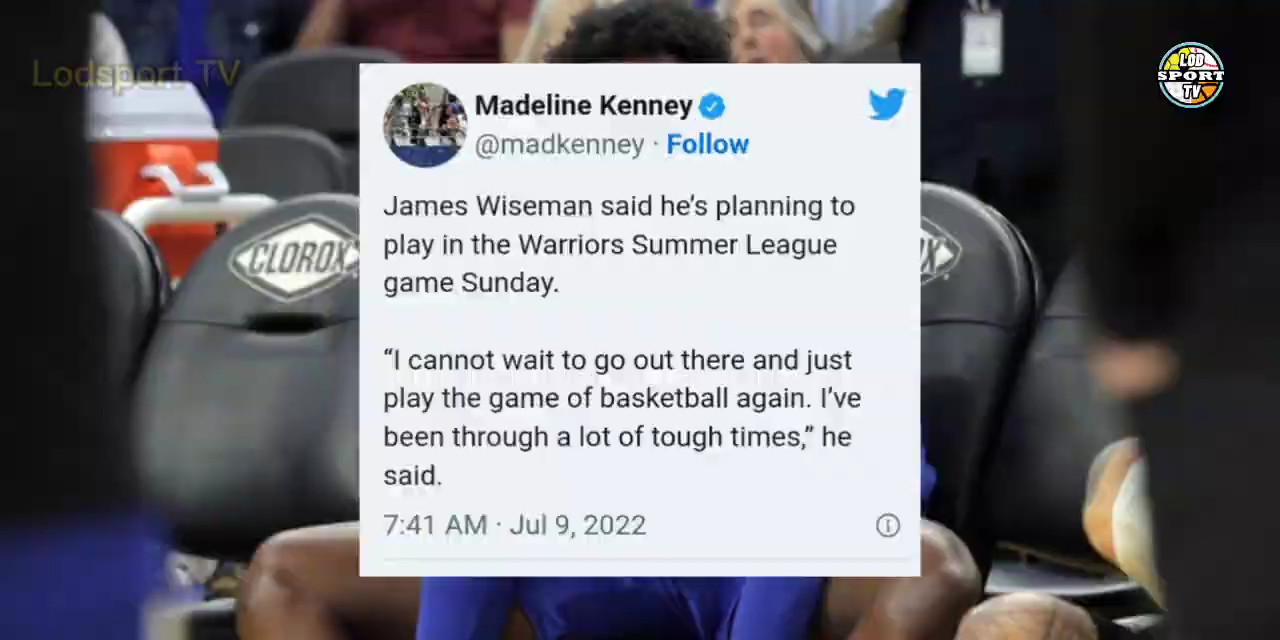 Lodsport TV
LOD
SPORT
TV
Madeline Kenney
@madkenney · Follow
James Wiseman said he's planning to
play in the Warriors Summer League
game Sunday.
“I cannot wait to go out there and just
play the game of basketball again. I’ve
been through a lot of tough times,” he
said.
7:41 AM · Jul 9, 2022
CLOROX
X